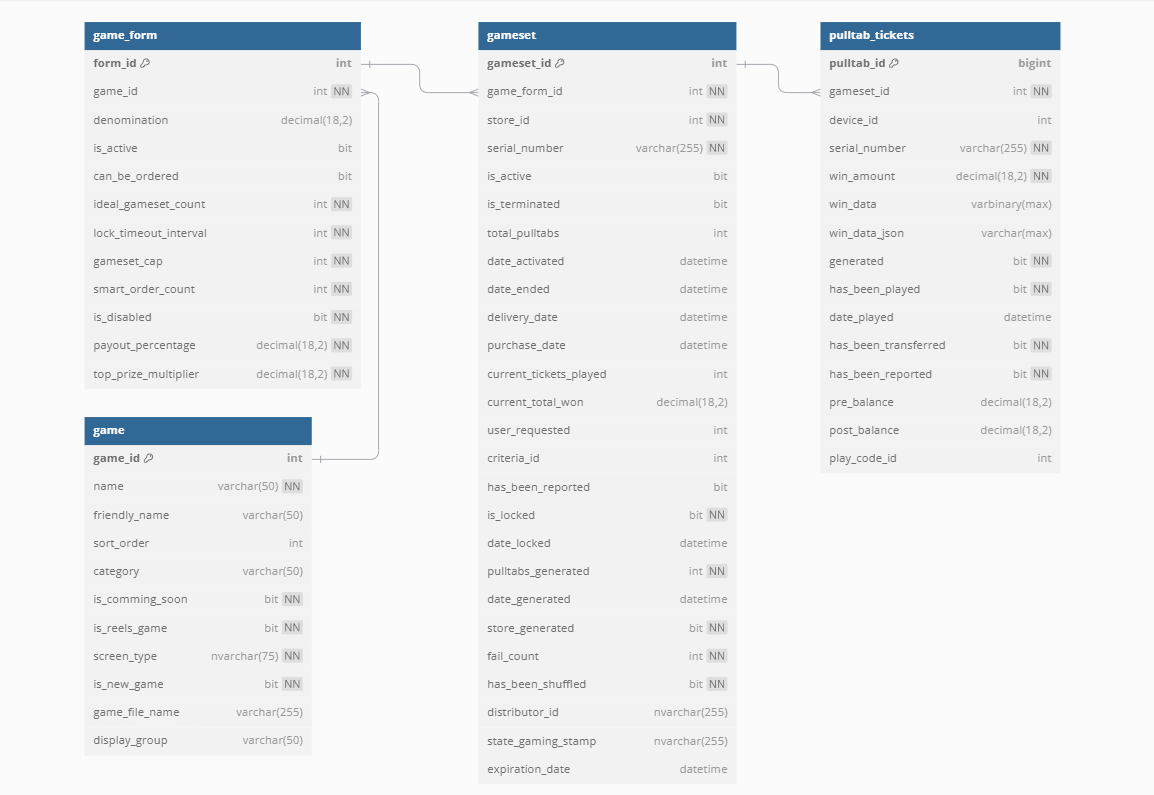 game_form
form_id int
game_id int NN
denomination decimal(18,2)
is_active bit
can_be_ordered bit
ideal_gameset_count int NN
lock_timeout_interval int NN
gameset_cap int NN
smart_order_count int NN
is_disabled bit NN
payout_percentage decimal(18,2) NN
top_prize_multiplier decimal(18,2) NN
game
game_id int
name varchar(50) NN
friendly_name varchar(50)
sort_order int
category varchar(50)
is_comming_soon bit NN
is_reels_game bit NN
screen_type nvarchar(75) NN
is_new_game bit NN
game_file_name varchar(255)
display_group varchar(50)
gameset
gameset_id int
game_form_id int NN
store_id int NN
serial_number varchar(255) NN
is_active bit
is_terminated bit
total_pulltabs int
date_activated datetime
date_ended datetime
delivery_date datetime
purchase_date datetime
current_tickets_played int
current_total_won decimal(18,2)
user_requested int
criteria_id int
has_been_reported bit
is_locked bit NN
date_locked datetime
pulltabs_generated int NN
date_generated datetime
store_generated bit NN
fail_count int NN
has_been_shuffled bit NN
distributor_id nvarchar(255)
state_gaming_stamp nvarchar(255)
expiration_date datetime
pulltab_tickets
pulltab_id bigint
gameset_id int NN
device_id int
serial_number varchar(255) NN
win_amount decimal(18,2) NN
win_data varbinary(max)
win_data_json varchar(max)
generated bit NN
has_been_played bit NN
date_played datetime
has_been_transferred bit NN
has_been_reported bit NN
pre_balance decimal(18,2)
post_balance decimal(18,2)
play_code_id int